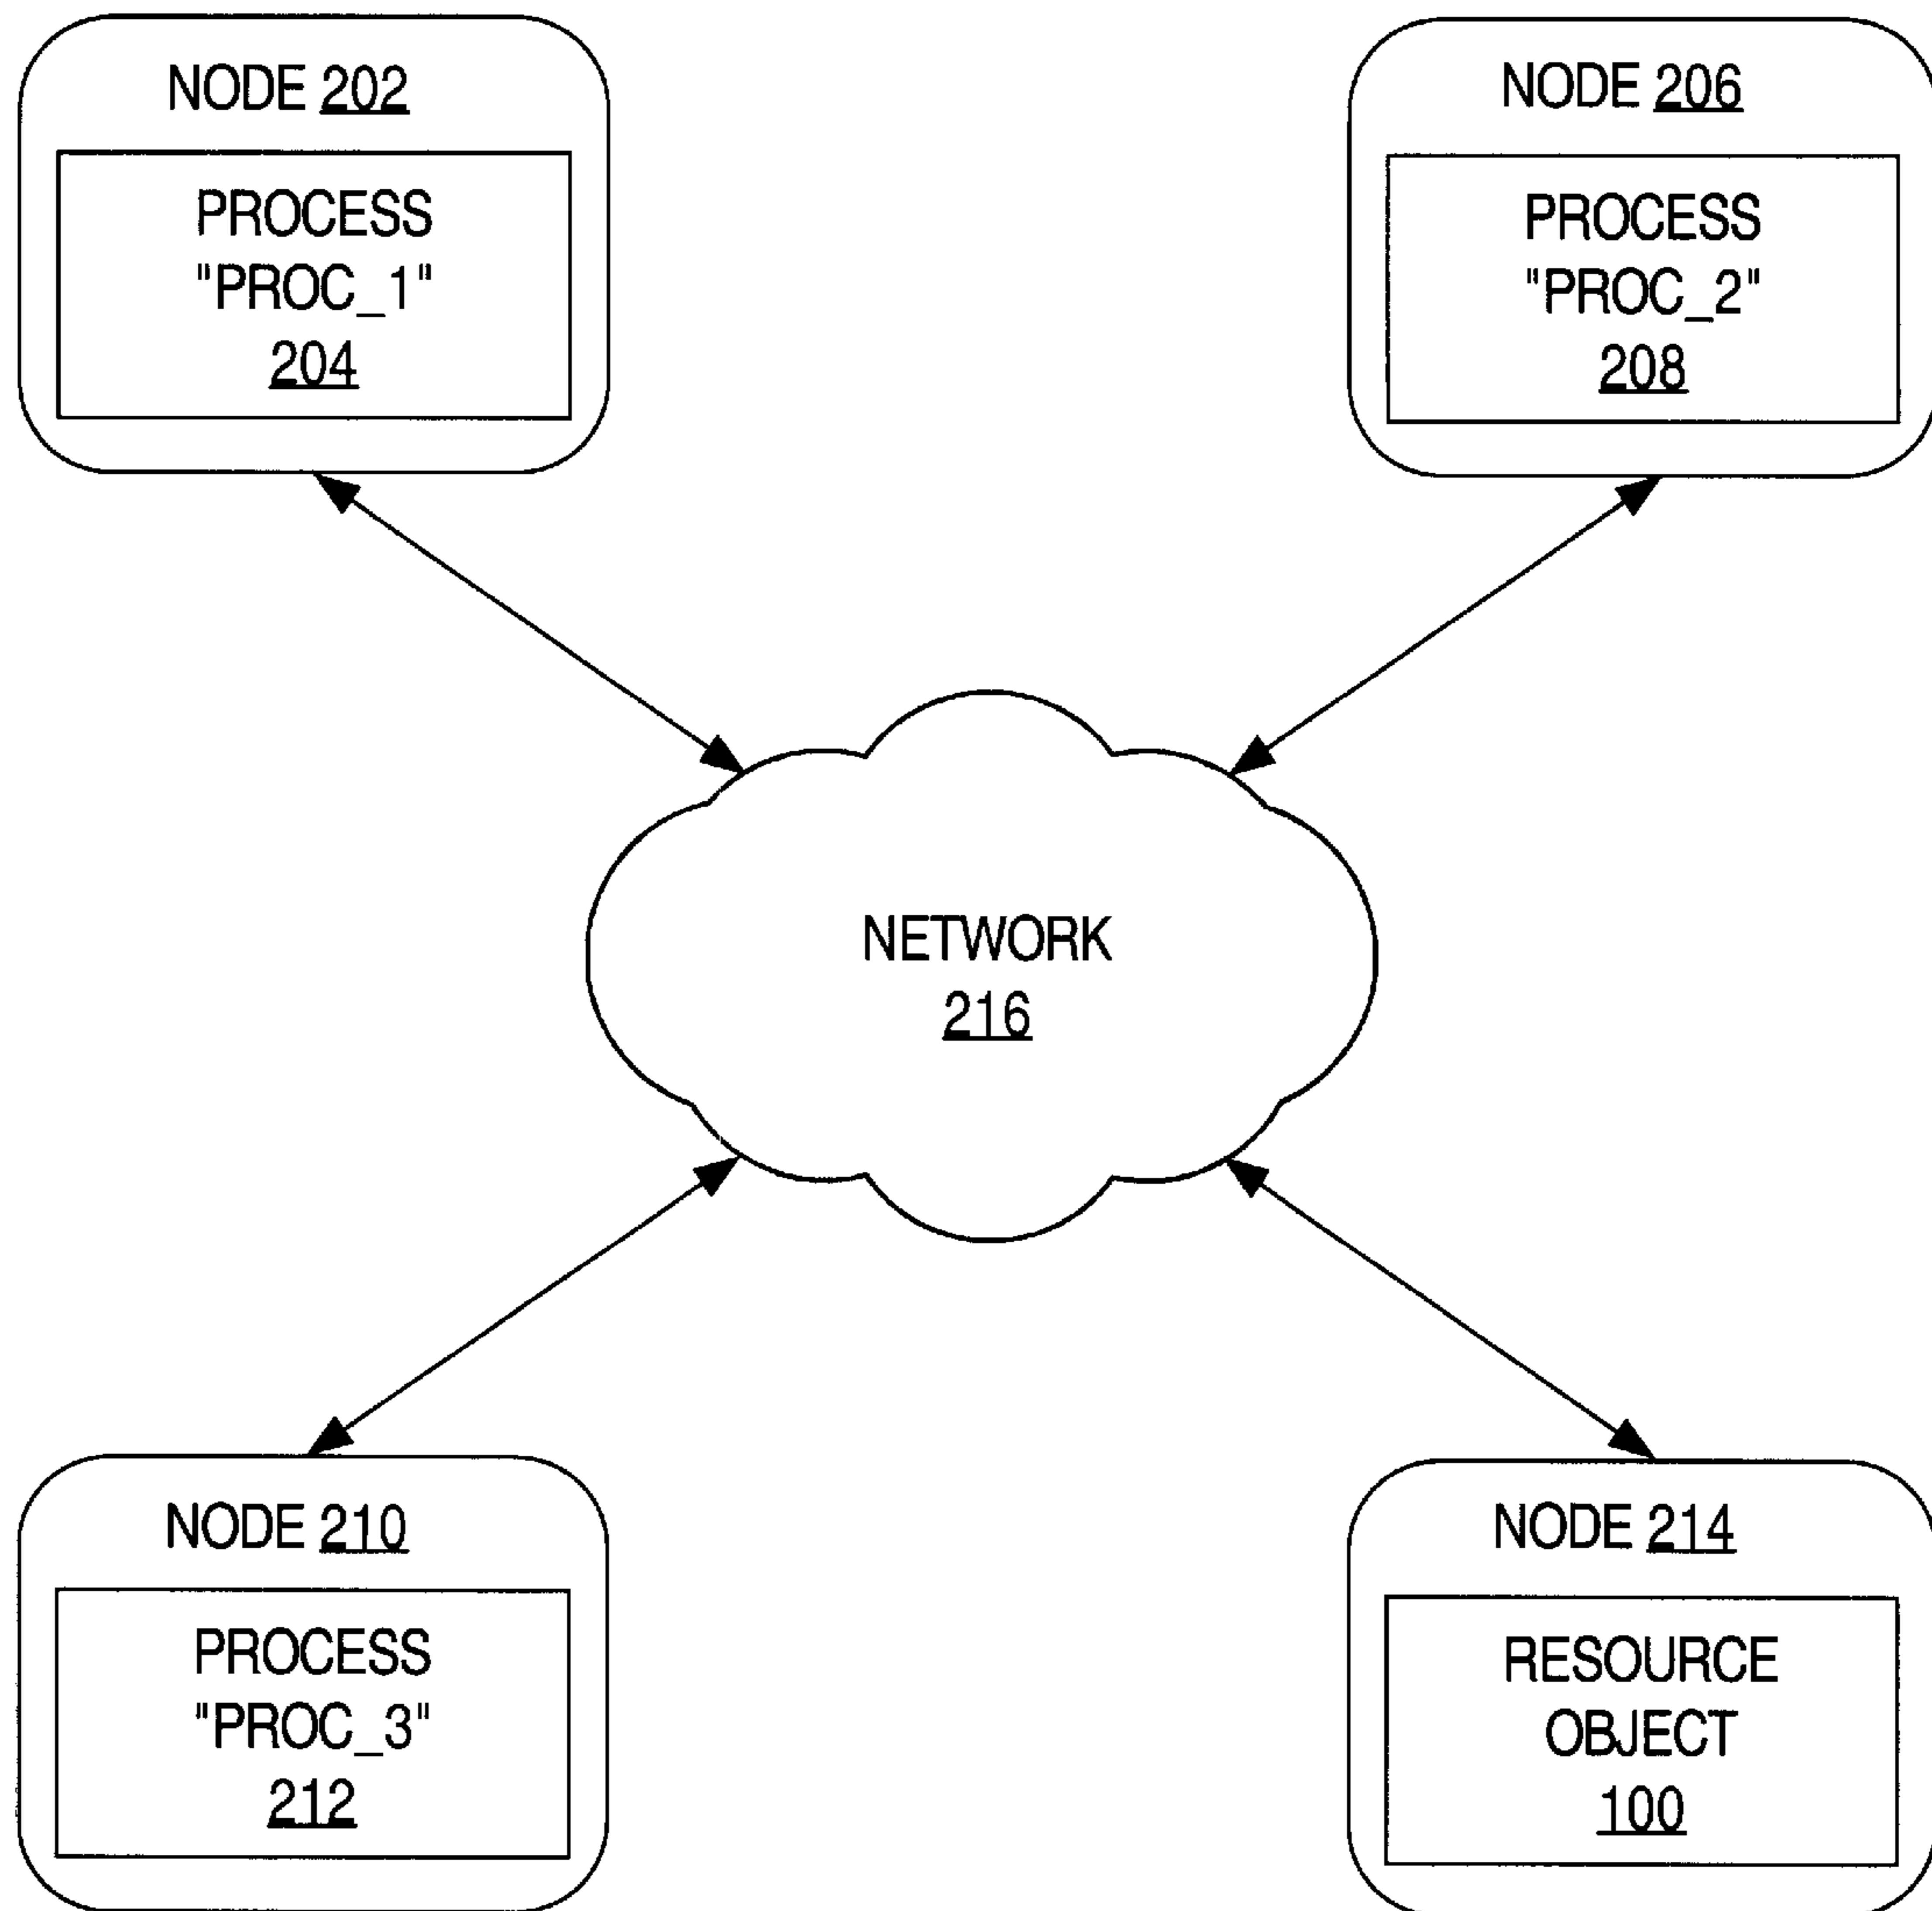 NODE 202
PROCESS
"PROC_1"
204
NODE 206
PROCESS
"PROC_2"
208
NETWORK
216
NODE 210
PROCESS
"PROC_3"
212
NODE 214
RESOURCE
OBJECT
100